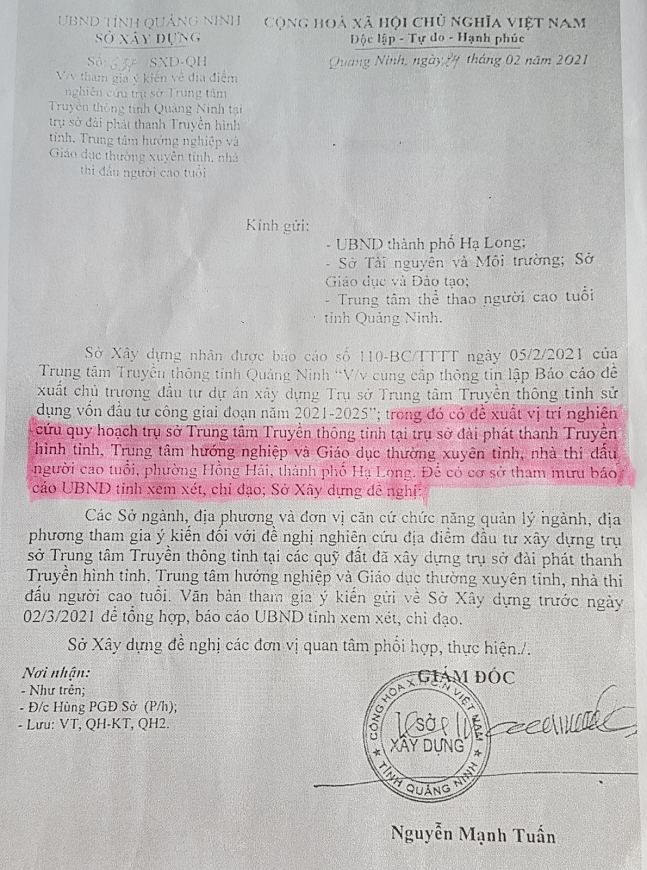 UBND TỈNH QUẢNG NINH
SỞ XÂY DỰNG
CỘNG HOÀ XÃ HỘI CHỦ NGHĨA VIỆT NAM
Độc lập - Tự do - Hạnh phúc
Số: /SXD-QH
Quảng Ninh, ngày 24 tháng 02 năm 2021
V/v tham gia ý kiến về địa điểm
nghiên cứu trụ sở Trung tâm
Truyền thông tỉnh Quảng Ninh tại
trụ sở đài phát thanh Truyền hình
tỉnh, Trung tâm hướng nghiệp và
Giáo dục thường xuyên tỉnh, nhà
thi đấu người cao tuổi
Kính gửi:
- UBND thành phố Hạ Long;
- Sở Tài nguyên và Môi trường; Sở
Giáo dục và Đào tạo;
- Trung tâm thể thao người cao tuổi
tỉnh Quảng Ninh.
Sở Xây dựng nhận được báo cáo số 110-BC/TTTT ngày 05/2/2021 của
Trung tâm Truyền thông tỉnh Quảng Ninh "V/v cung cấp thông tin lập Báo cáo đề
xuất chủ trương đầu tư dự án xây dựng Trụ sở Trung tâm Truyền thông tỉnh sử
dụng vốn đầu tư công giai đoạn năm 2021-2025"; trong đó có đề xuất vị trí nghiên
cứu quy hoạch trụ sở Trung tâm Truyền thông tỉnh tại trụ sở đài phát thanh Truyền
hình tỉnh, Trung tâm hướng nghiệp và Giáo dục thường xuyên tỉnh, nhà thi đấu
người cao tuổi, phường Hồng Hải, thành phố Hạ Long. Để có cơ sở tham mưu báo
cáo UBND tỉnh xem xét, chỉ đạo; Sở Xây dựng đề nghị:
Các Sở ngành, địa phương và đơn vị căn cứ chức năng quản lý ngành, địa
phương tham gia ý kiến đối với đề nghị nghiên cứu địa điểm đầu tư xây dựng trụ
sở Trung tâm Truyền thông tỉnh tại các quỹ đất đã xây dựng trụ sở đài phát thanh
Truyền hình tỉnh, Trung tâm hướng nghiệp và Giáo dục thường xuyên tỉnh, nhà thi
đấu người cao tuổi. Văn bản tham gia ý kiến gửi về Sở Xây dựng trước ngày
02/3/2021 để tổng hợp, báo cáo UBND tỉnh xem xét, chỉ đạo.
Sở Xây dựng đề nghị các đơn vị quan tâm phối hợp, thực hiện./.
Nơi nhận:
- Như trên;
- Đ/c Hùng PGĐ Sở (P/h);
- Lưu: VT, QH-KT, QH2.
GIÁM ĐỐC
CỘNG HÒA X.H.C.N VIỆT NAM
SỞ
XÂY DỰNG
TỈNH QUẢNG NINH
Nguyễn Mạnh Tuấn